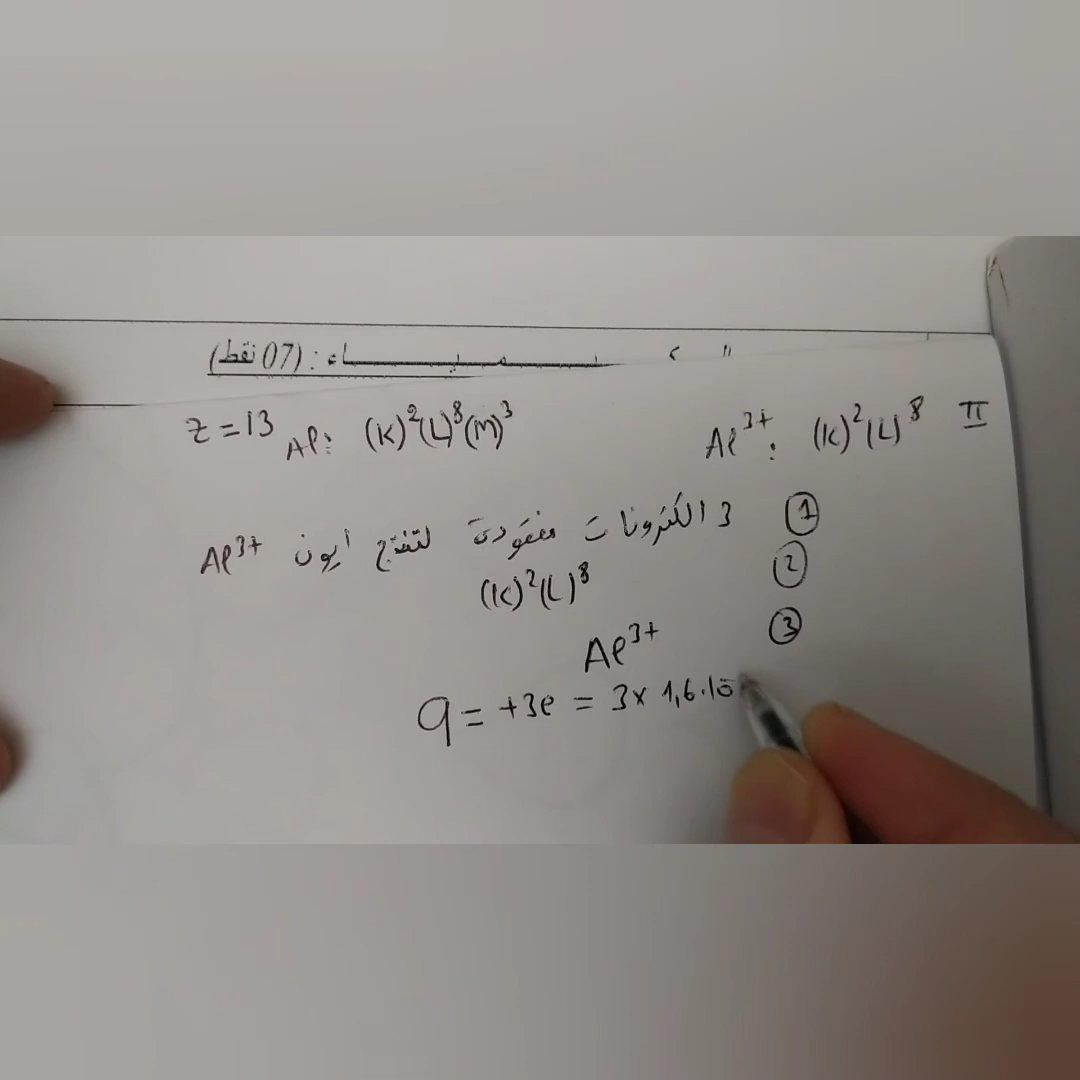 الكيمياء : (07 نقط)
Z = 13 Al: (K)²(L)⁸(M)³
II Al³⁺: (K)²(L)⁸
① 3 الكترونات مفقودة لتنتج أيون Al³⁺
② (K)²(L)⁸
③ Al³⁺
q = +3e = 3 × 1,6.10⁻